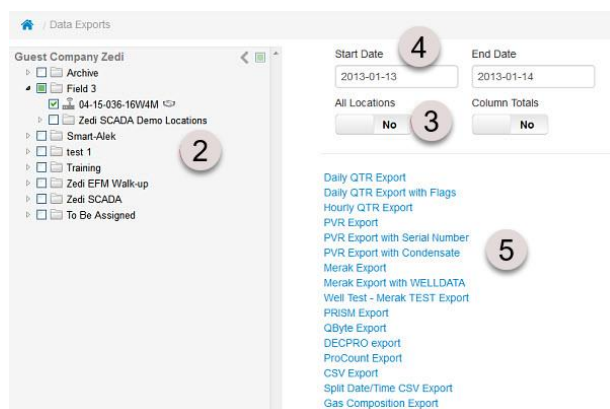 / Data Exports
Guest Company Zedi
Archive
Field 3
04-15-036-16W4M
Zedi SCADA Demo Locations
Smart-Alek
test 1
Training
Zedi EFM Walk-up
Zedi SCADA
To Be Assigned
2
Start Date
4
End Date
2013-01-13
2013-01-14
All Locations
Column Totals
No
3
No
Daily QTR Export
Daily QTR Export with Flags
Hourly QTR Export
PVR Export
PVR Export with Serial Number
PVR Export with Condensate
5
Merak Export
Merak Export with WELLDATA
Well Test - Merak TEST Export
PRISM Export
QByte Export
DECPRO export
ProCount Export
CSV Export
Split Date/Time CSV Export
Gas Composition Export